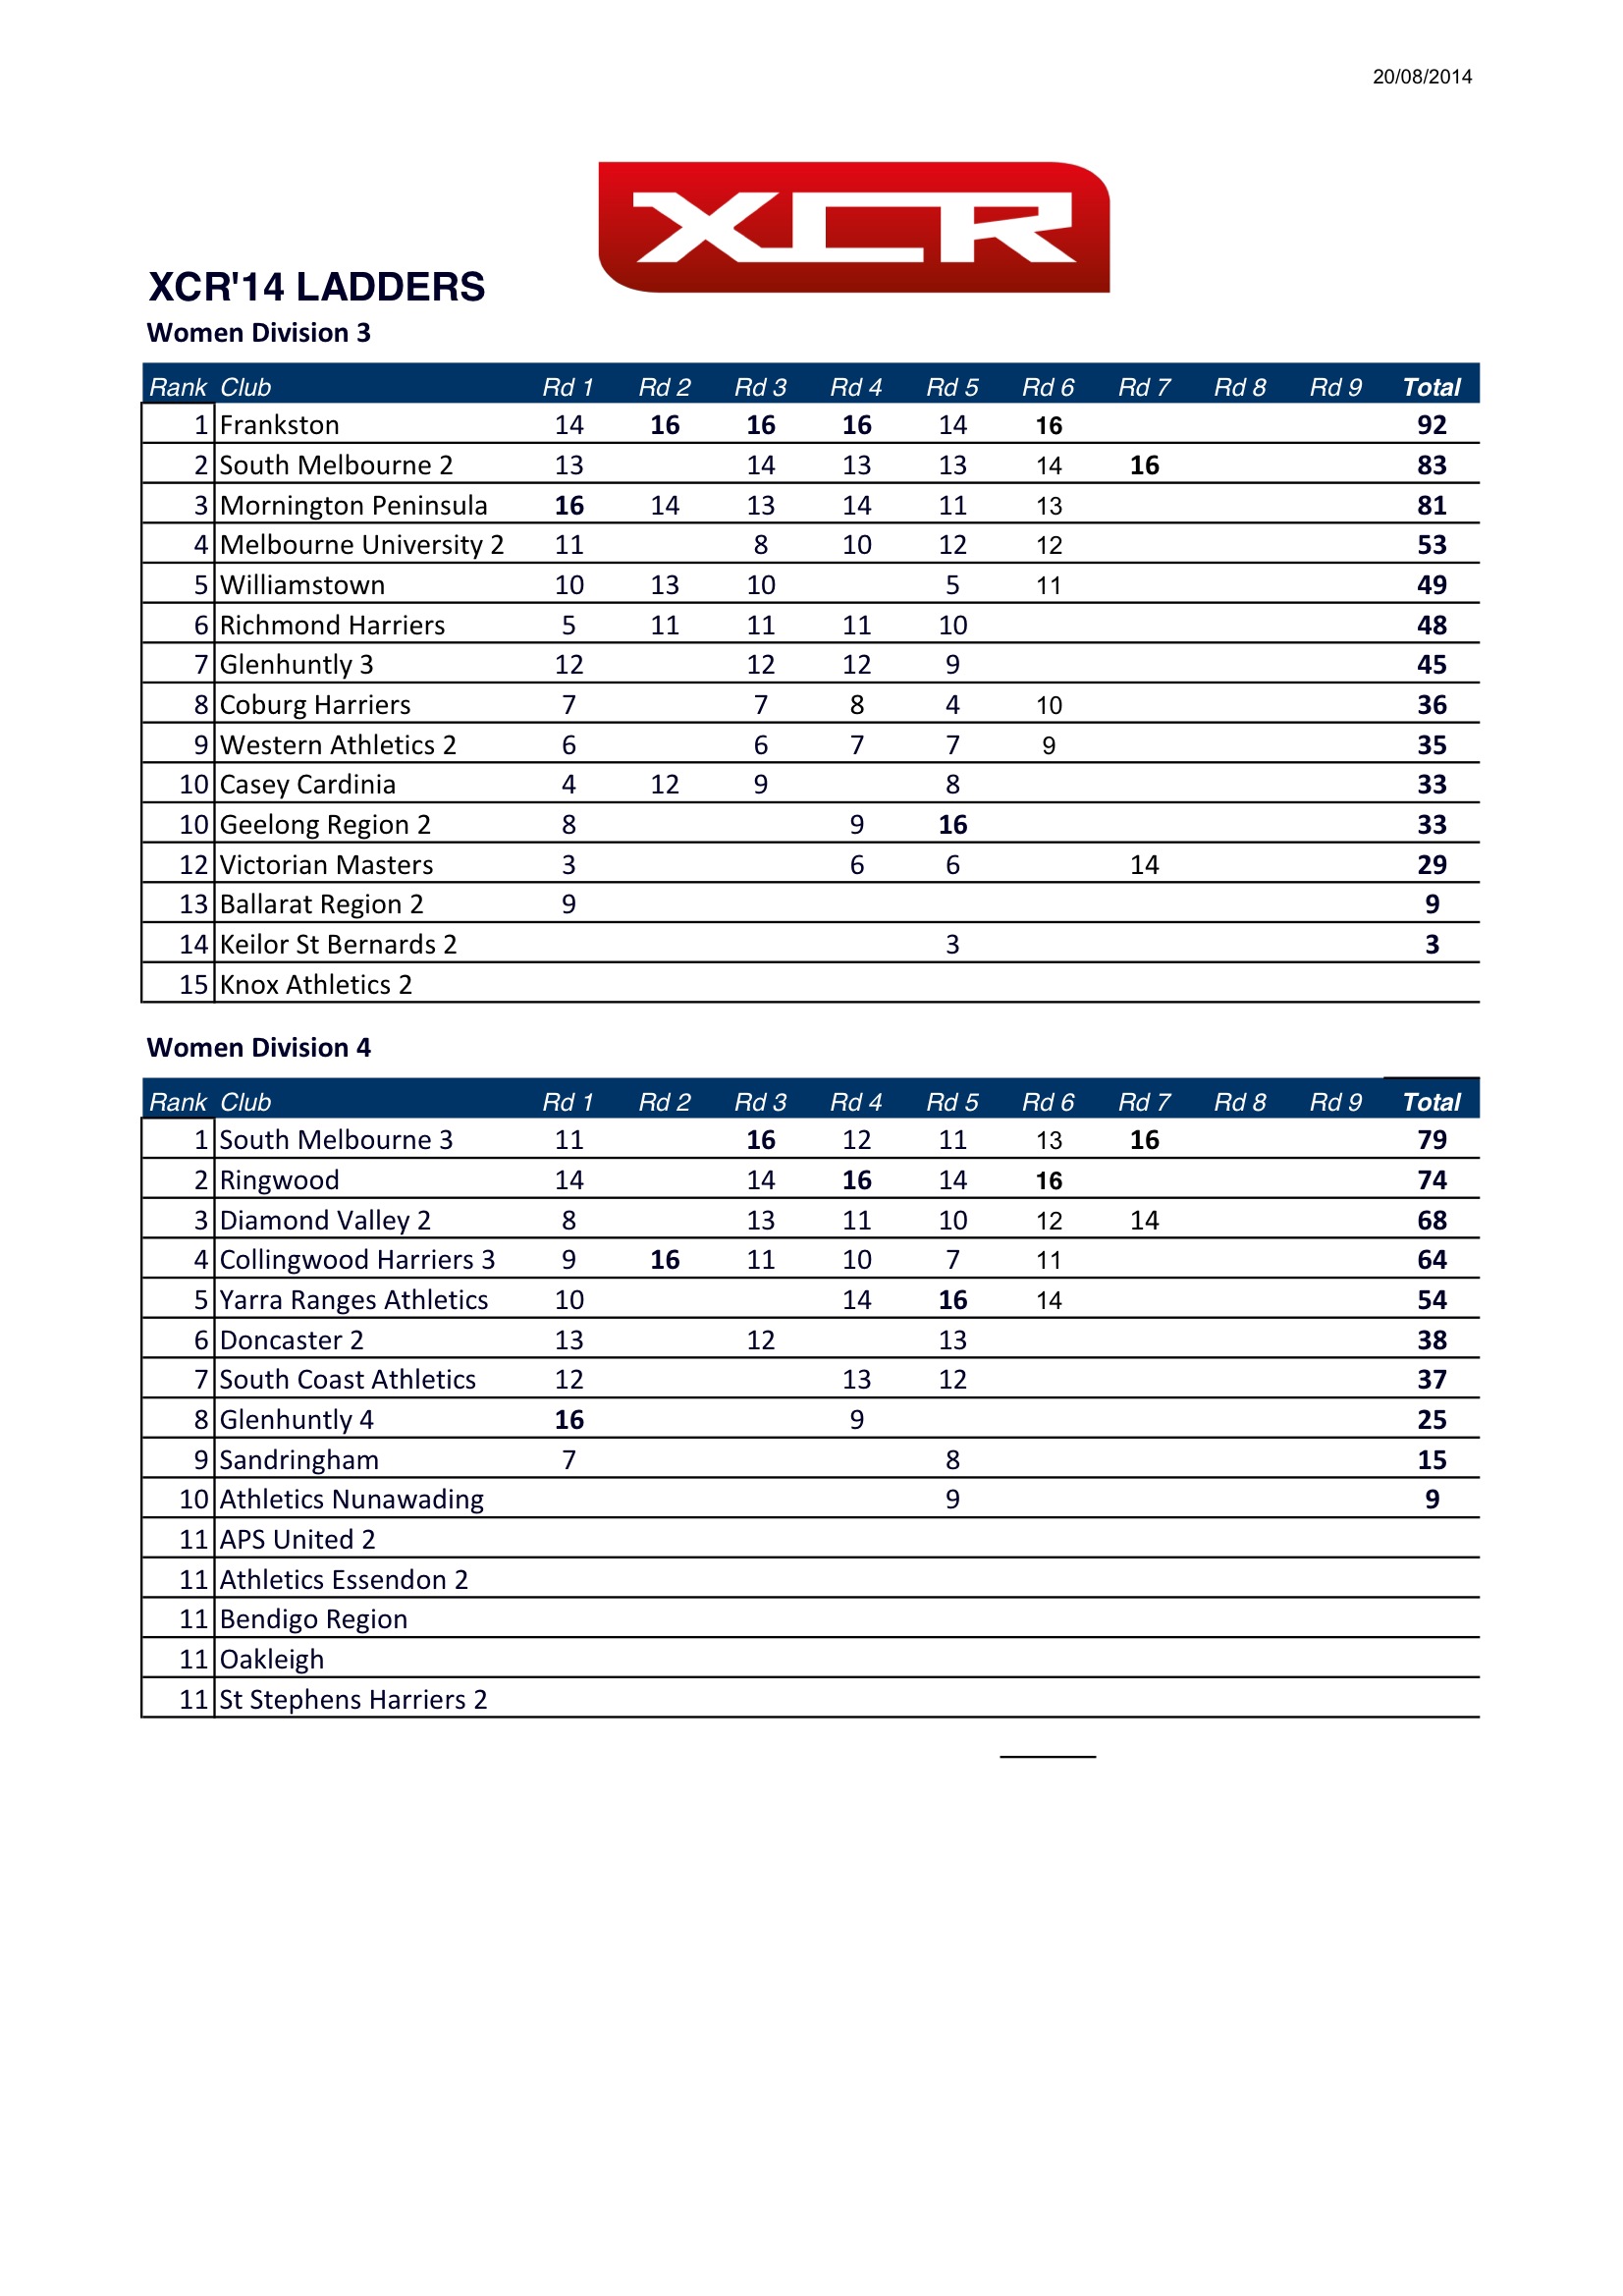 20/08/2014
XCR
XCR'14 LADDERS
Women Division 3
Rank Club Rd 1 Rd 2 Rd 3 Rd 4 Rd 5 Rd 6 Rd 7 Rd 8 Rd 9 Total
1 Frankston 14 16 16 16 14 16 92
2 South Melbourne 2 13 14 13 13 14 16 83
3 Mornington Peninsula 16 14 13 14 11 13 81
4 Melbourne University 2 11 8 10 12 12 53
5 Williamstown 10 13 10 5 11 49
6 Richmond Harriers 5 11 11 11 10 48
7 Glenhuntly 3 12 12 12 9 45
8 Coburg Harriers 7 7 8 4 10 36
9 Western Athletics 2 6 6 7 7 9 35
10 Casey Cardinia 4 12 9 8 33
10 Geelong Region 2 8 9 16 33
12 Victorian Masters 3 6 6 14 29
13 Ballarat Region 2 9 9
14 Keilor St Bernards 2 3 3
15 Knox Athletics 2
Women Division 4
Rank Club Rd 1 Rd 2 Rd 3 Rd 4 Rd 5 Rd 6 Rd 7 Rd 8 Rd 9 Total
1 South Melbourne 3 11 16 12 11 13 16 79
2 Ringwood 14 14 16 14 16 74
3 Diamond Valley 2 8 13 11 10 12 14 68
4 Collingwood Harriers 3 9 16 11 10 7 11 64
5 Yarra Ranges Athletics 10 14 16 14 54
6 Doncaster 2 13 12 13 38
7 South Coast Athletics 12 13 12 37
8 Glenhuntly 4 16 9 25
9 Sandringham 7 8 15
10 Athletics Nunawading 9 9
11 APS United 2
11 Athletics Essendon 2
11 Bendigo Region
11 Oakleigh
11 St Stephens Harriers 2